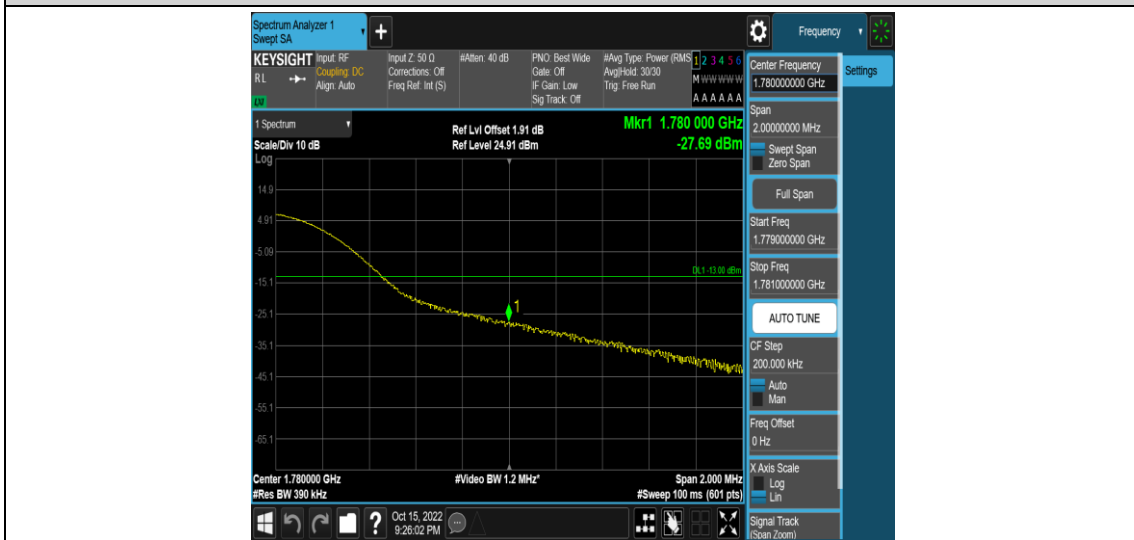 Spectrum Analyzer 1
Swept SA
+
Frequency
KEYSIGHT
RL
Input: RF
Coupling: DC
Align: Auto
Input Z: 50 Ω
Corrections: Off
Freq Ref: Int (S)
#Atten: 40 dB
PNO: Best Wide
Gate: Off
IF Gain: Low
Sig Track: Off
#Avg Type: Power (RMS
Avg|Hold: 30/30
Trig: Free Run
1 2 3 4 5 6
M W W W W W
A A A A A A
1 Spectrum
Scale/Div 10 dB
Log
Ref Lvl Offset 1.91 dB
Ref Level 24.91 dBm
Mkr1 1.780 000 GHz
-27.69 dBm
14.9
4.91
-5.09
-15.1
-25.1
-35.1
-45.1
-55.1
-65.1
DL1 -13.00 dBm
1
Center 1.780000 GHz
#Res BW 390 kHz
#Video BW 1.2 MHz*
Span 2.000 MHz
#Sweep 100 ms (601 pts)
?
Oct 15, 2022
9:26:02 PM
Center Frequency
1.780000000 GHz
Settings
Span
2.00000000 MHz
Swept Span
Zero Span
Full Span
Start Freq
1.779000000 GHz
Stop Freq
1.781000000 GHz
AUTO TUNE
CF Step
200.000 kHz
Auto
Man
Freq Offset
0 Hz
X Axis Scale
Log
Lin
Signal Track
(Span Zoom)